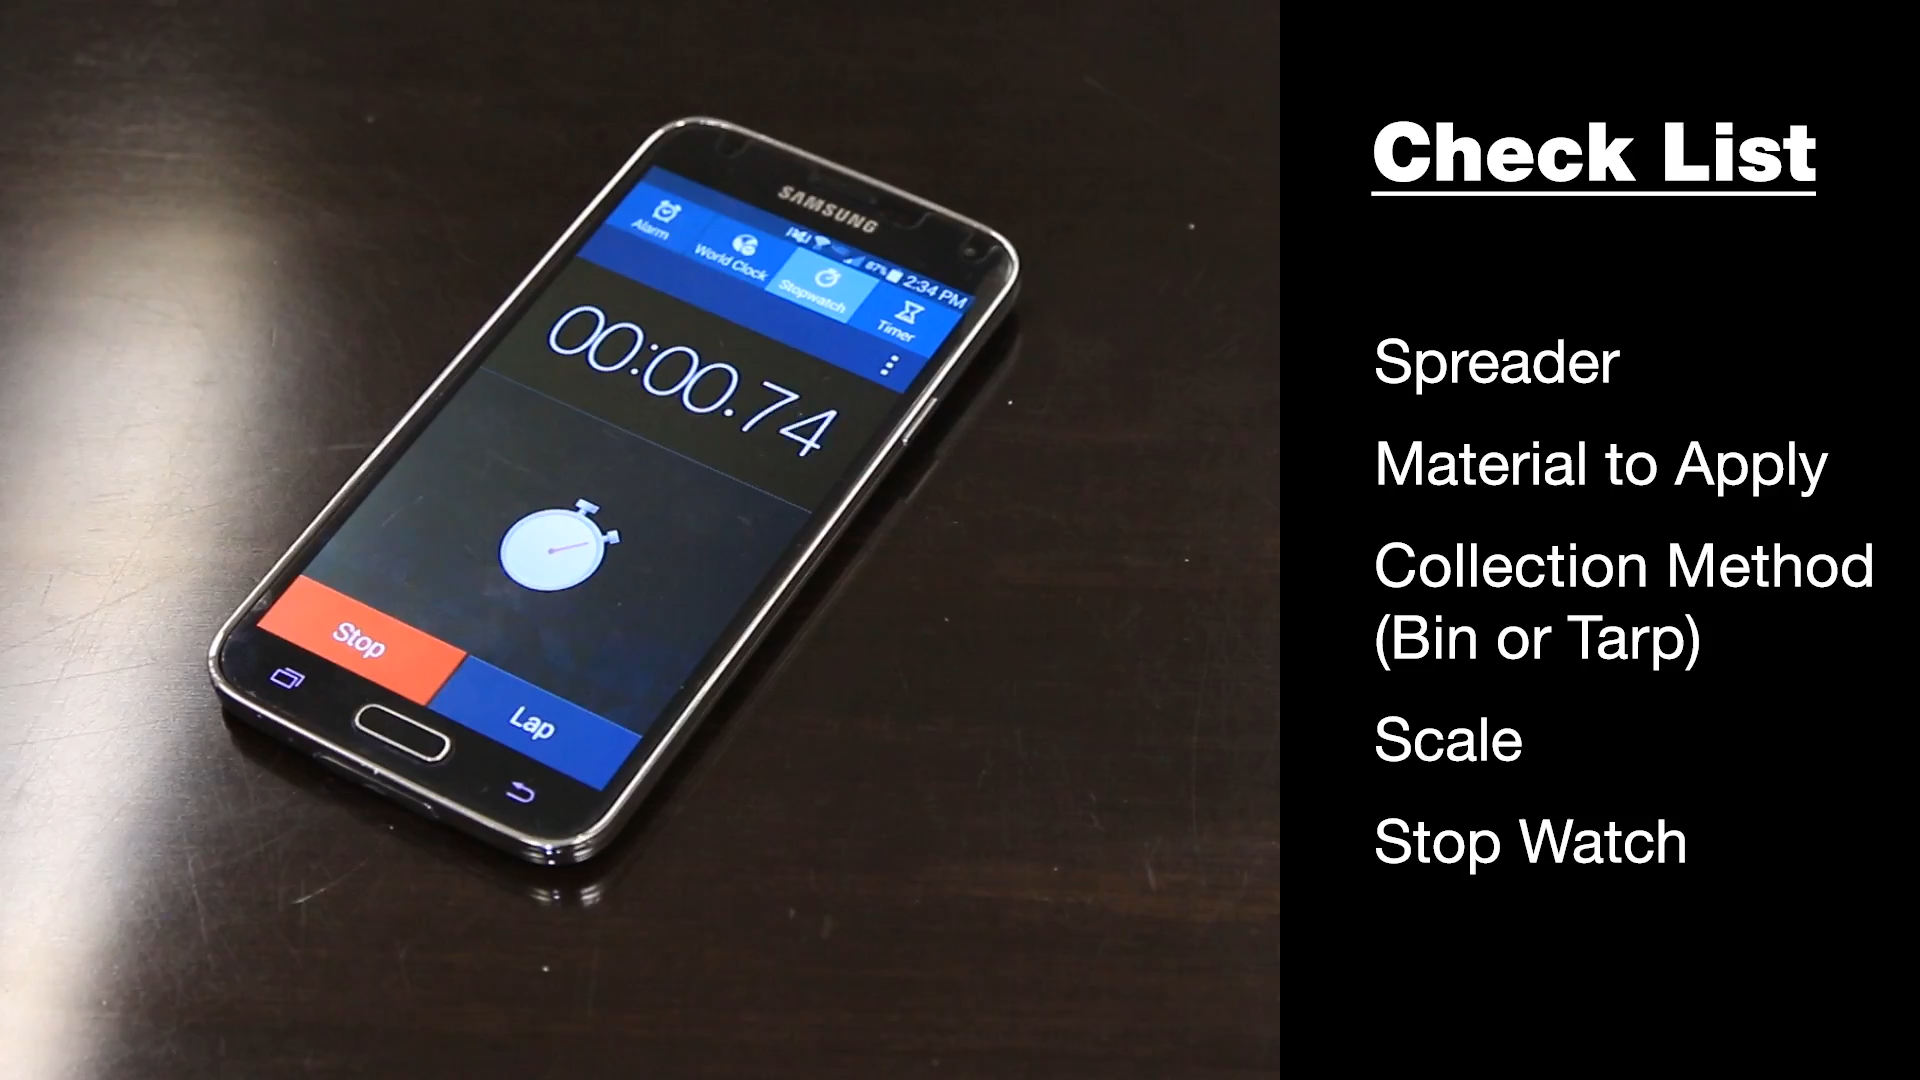 SAMSUNG
87% 2:34 PM
Alarm
World Clock
Stopwatch
Timer
00:00.74
Stop
Lap
Check List
Spreader
Material to Apply
Collection Method
(Bin or Tarp)
Scale
Stop Watch